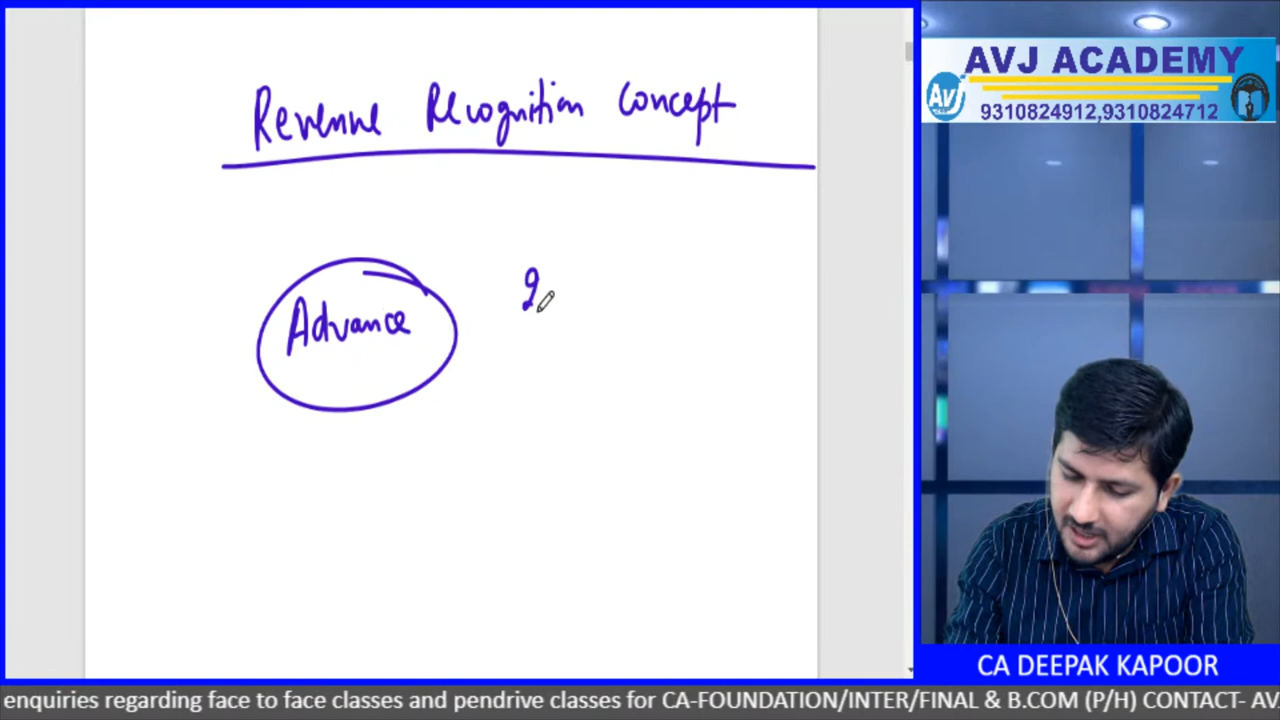 Revenue Recognition Concept
Advance
AVJ ACADEMY
AVJ
9310824912,9310824712
CA DEEPAK KAPOOR
enquiries regarding face to face classes and pendrive classes for CA-FOUNDATION/INTER/FINAL & B.COM (P/H) CONTACT- AV